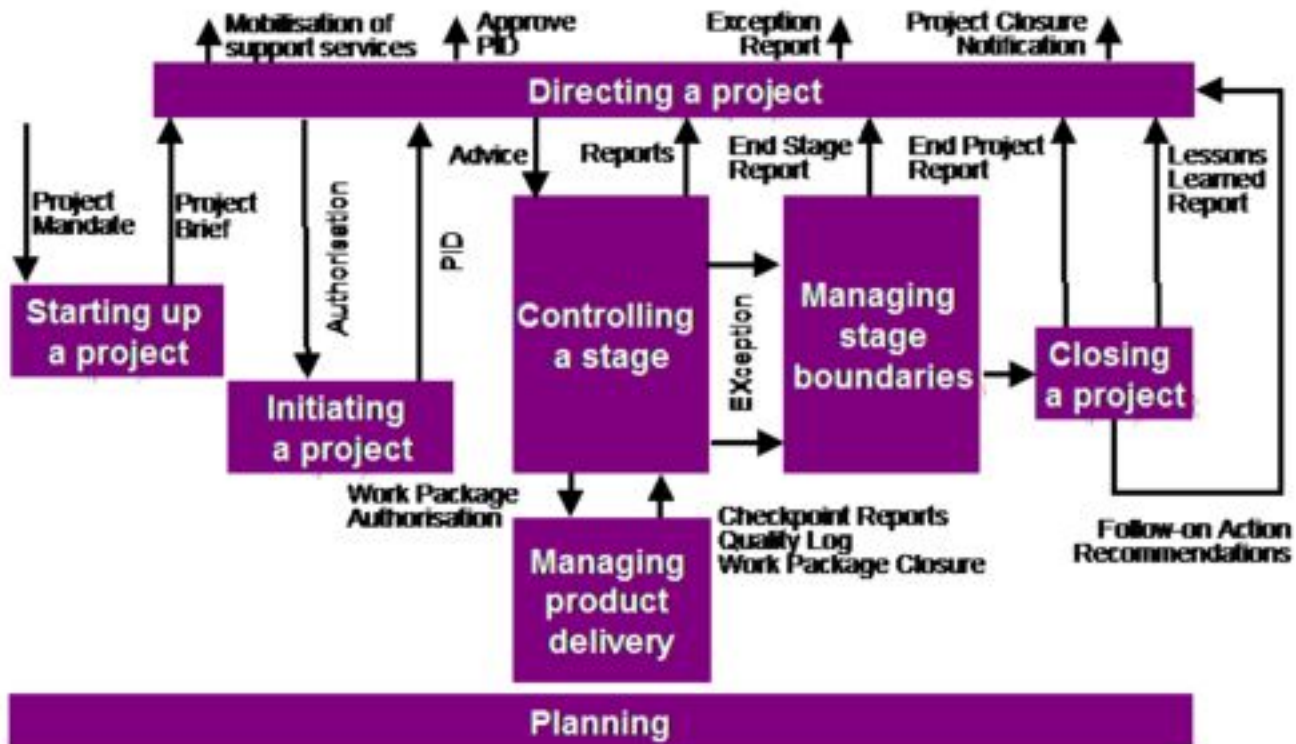 Mobilisation of
support services
Approve
PID
Exception
Report
Project Closure
Notification
Directing a project
Project
Mandate
Project
Brief
Authorisation
PID
Advice
Reports
End Stage
Report
End Project
Report
Lessons
Learned
Report
Starting up
a project
Initiating
a project
Controlling
a stage
EXception
Managing
stage
boundaries
Closing
a project
Work Package
Authorisation
Checkpoint Reports
Quality Log
Work Package Closure
Follow-on Action
Recommendations
Managing
product
delivery
Planning